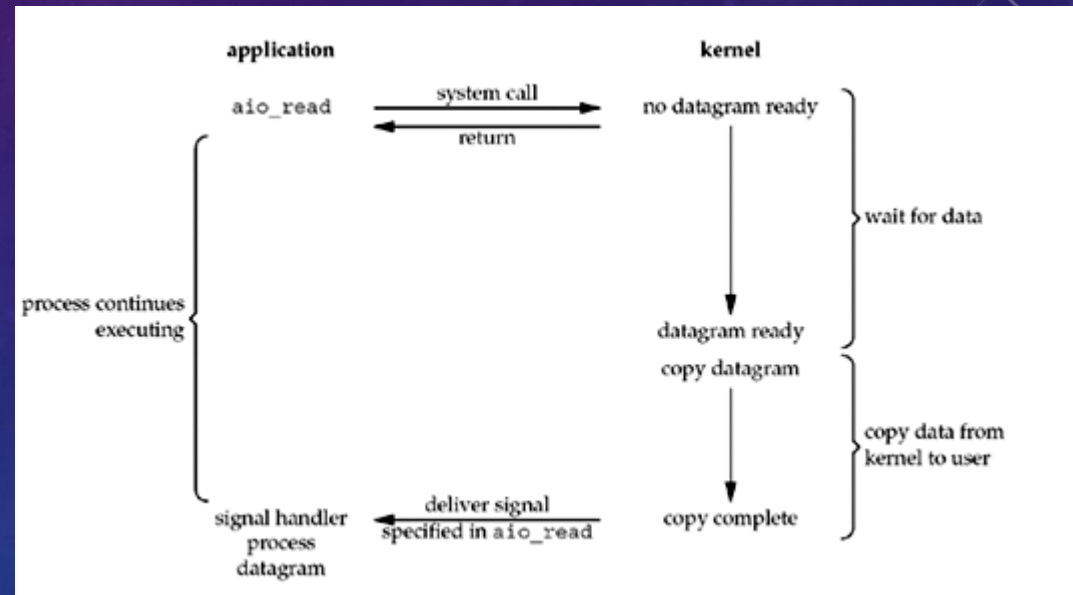 application
kernel
aio_read
system call
no datagram ready
return
wait for data
process continues
executing
datagram ready
copy datagram
copy data from
kernel to user
deliver signal
signal handler
copy complete
specified in aio_read
process
datagram